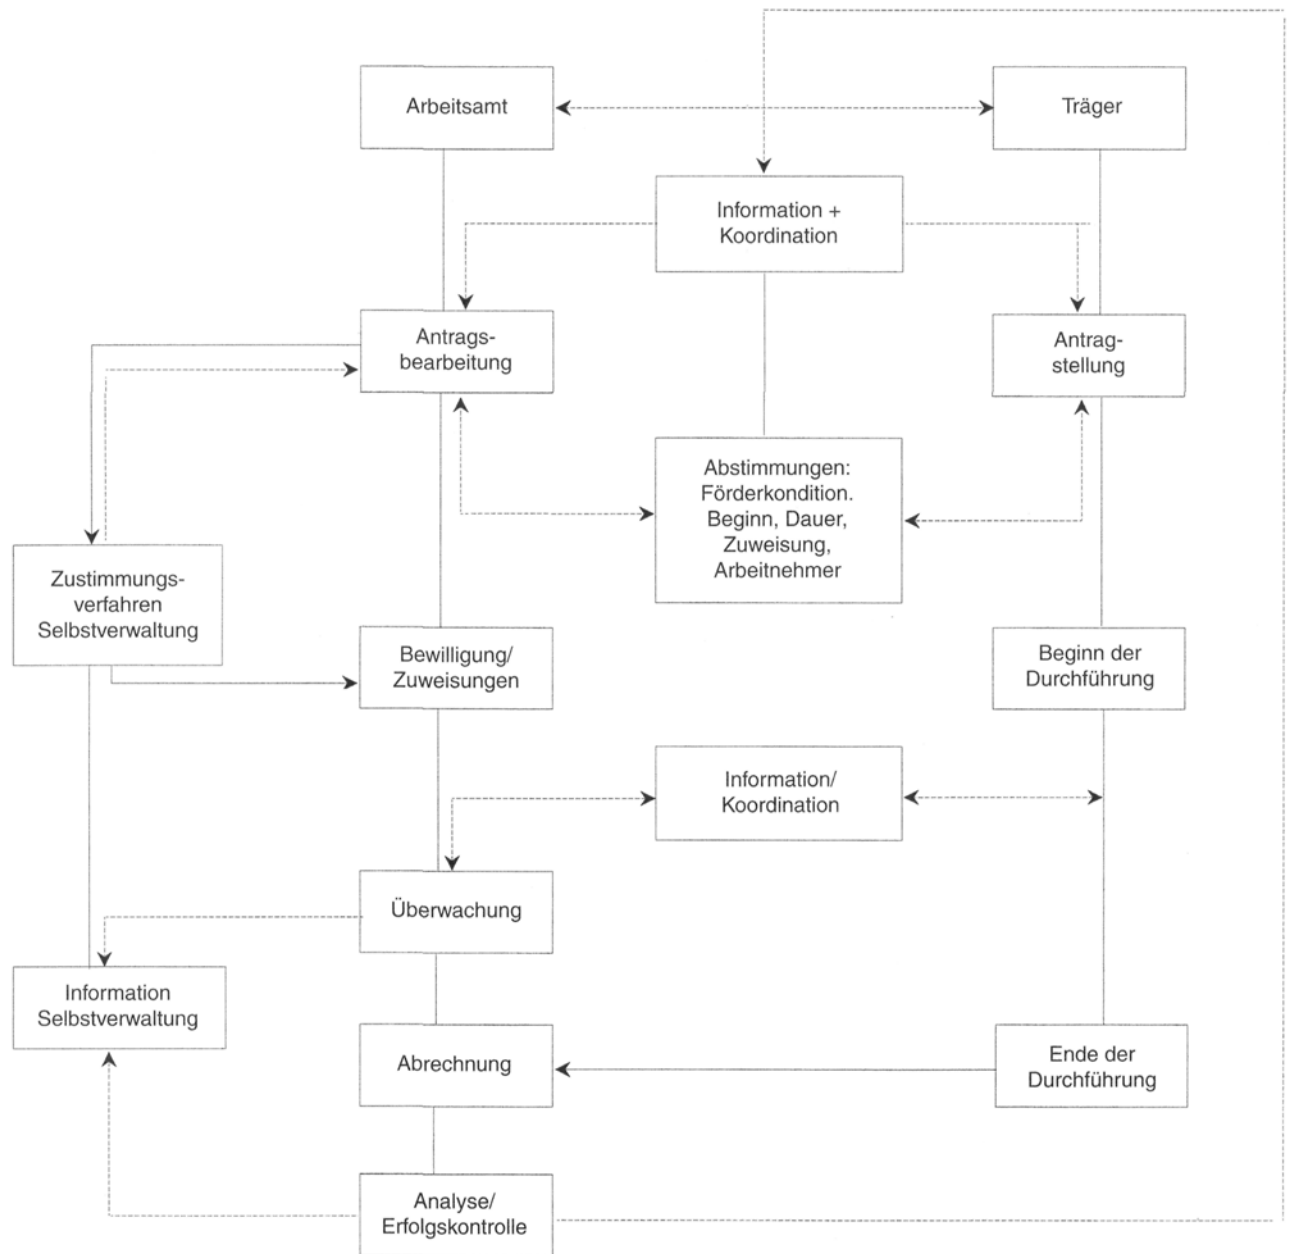 Arbeitsamt
Träger
Information +
Koordination
Antrags-
bearbeitung
Antrag-
stellung
Abstimmungen:
Förderkondition.
Beginn, Dauer,
Zuweisung,
Arbeitnehmer
Zustimmungs-
verfahren
Selbstverwaltung
Bewilligung/
Zuweisungen
Beginn der
Durchführung
Information/
Koordination
Überwachung
Information
Selbstverwaltung
Abrechnung
Ende der
Durchführung
Analyse/
Erfolgskontrolle